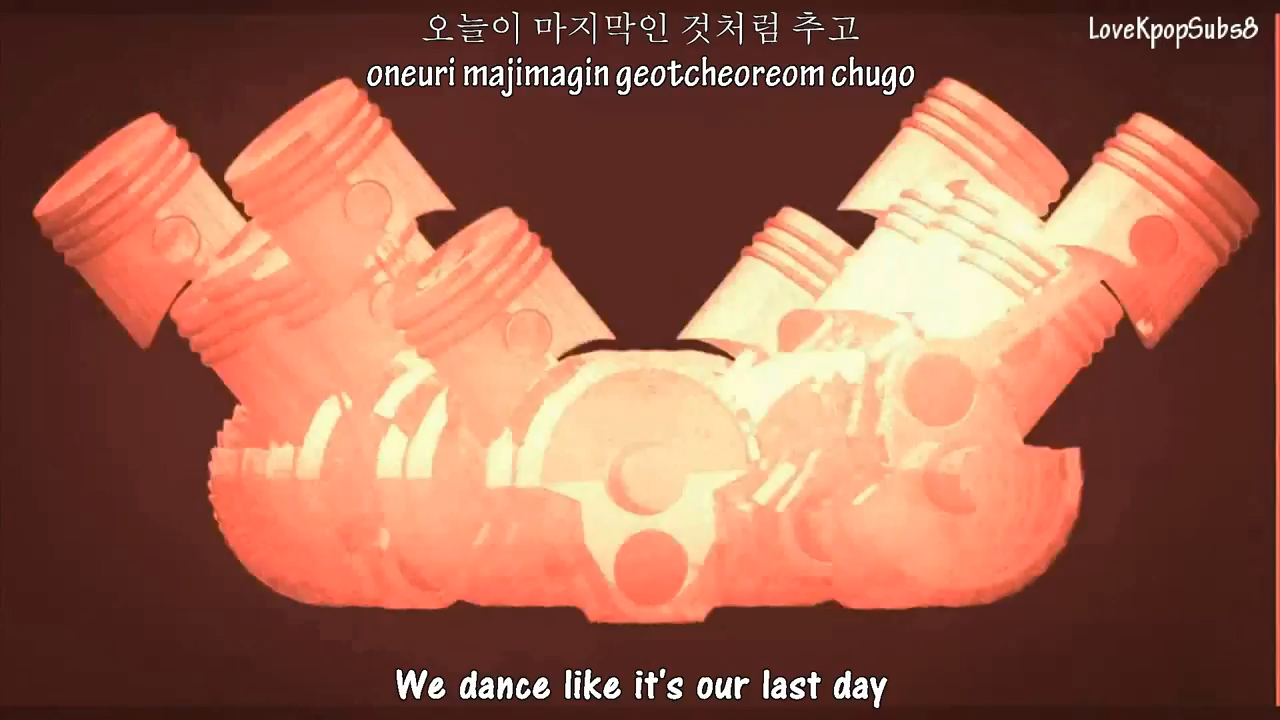 오늘이 마지막인 것처럼 추고
LoveKpopSubs8
oneuri majimagin geotcheoreom chugo
We dance like it's our last day